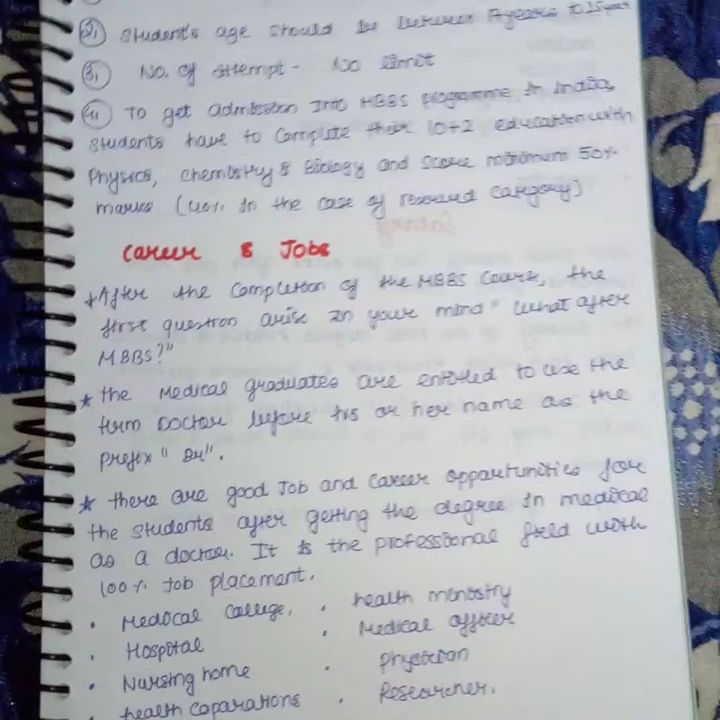 2, Student's age should be between 17years to 25year
3, No. of attempt - No limit
4, To get admission Into MBBS programme In India,
students have to complete their 10+2 education with
Physics, chemistry & Biology and score minimum 50%
marks (40% In the case of reserved category)
Career & Jobs
* After the completion of the MBBS course, the
first question arise In your mind "what after
MBBS?"
* the medical graduates are entitled to use the
term Doctor before his or her name as the
prefix "Dr".
* there are good Job and career opportunities for
the students after getting the degree In medical
as a doctor. It is the professional field with
100% Job placement.
• Medical college, • health ministry
• Hospital • Medical officer
• Nursing home • physician
• health coparations • Researcher,